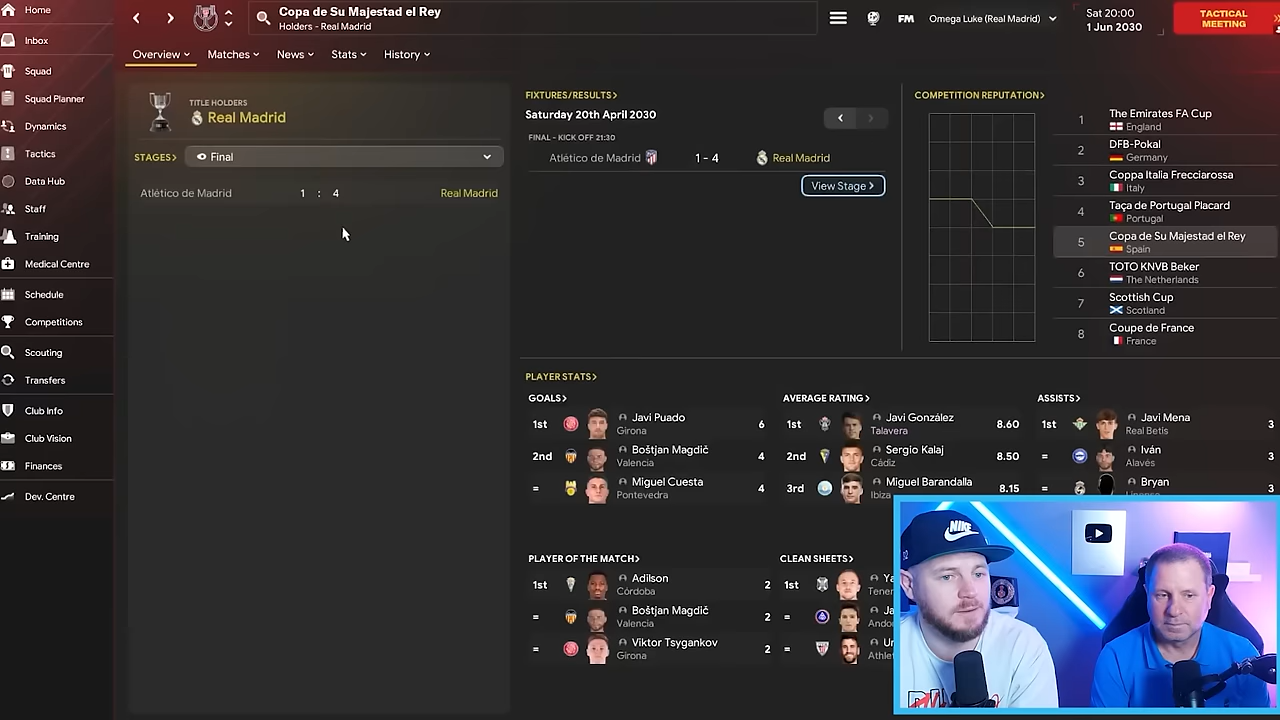 Home
Inbox
Squad
Squad Planner
Dynamics
Tactics
Data Hub
Staff
Training
Medical Centre
Schedule
Competitions
Scouting
Transfers
Club Info
Club Vision
Finances
Dev. Centre
Copa de Su Majestad el Rey
Holders - Real Madrid
FM
Omega Luke (Real Madrid)
Sat 20:00
1 Jun 2030
TACTICAL
MEETING
Overview
Matches
News
Stats
History
TITLE HOLDERS
Real Madrid
STAGES>
Final
Atlético de Madrid 1 : 4 Real Madrid
FIXTURES/RESULTS>
Saturday 20th April 2030
FINAL - KICK OFF 21:30
Atlético de Madrid 1 - 4 Real Madrid
View Stage >
COMPETITION REPUTATION>
1 The Emirates FA Cup
England
2 DFB-Pokal
Germany
3 Coppa Italia Frecciarossa
Italy
4 Taça de Portugal Placard
Portugal
5 Copa de Su Majestad el Rey
Spain
6 TOTO KNVB Beker
The Netherlands
7 Scottish Cup
Scotland
8 Coupe de France
France
PLAYER STATS>
GOALS>
1st Javi Puado 6
Girona
2nd Boštjan Magdič 4
Valencia
= Miguel Cuesta 4
Pontevedra
AVERAGE RATING>
1st Javi González 8.60
Talavera
2nd Sergio Kalaj 8.50
Cádiz
3rd Miguel Barandalla 8.15
Ibiza
ASSISTS>
1st Javi Mena 3
Real Betis
= Iván 3
Alavés
= Bryan 3
PLAYER OF THE MATCH>
1st Adílson 2
Córdoba
= Boštjan Magdič 2
Valencia
= Viktor Tsygankov 2
Girona
CLEAN SHEETS>
1st Ya
Tener
= Ja
Ando
= Un
Athle
NIKE